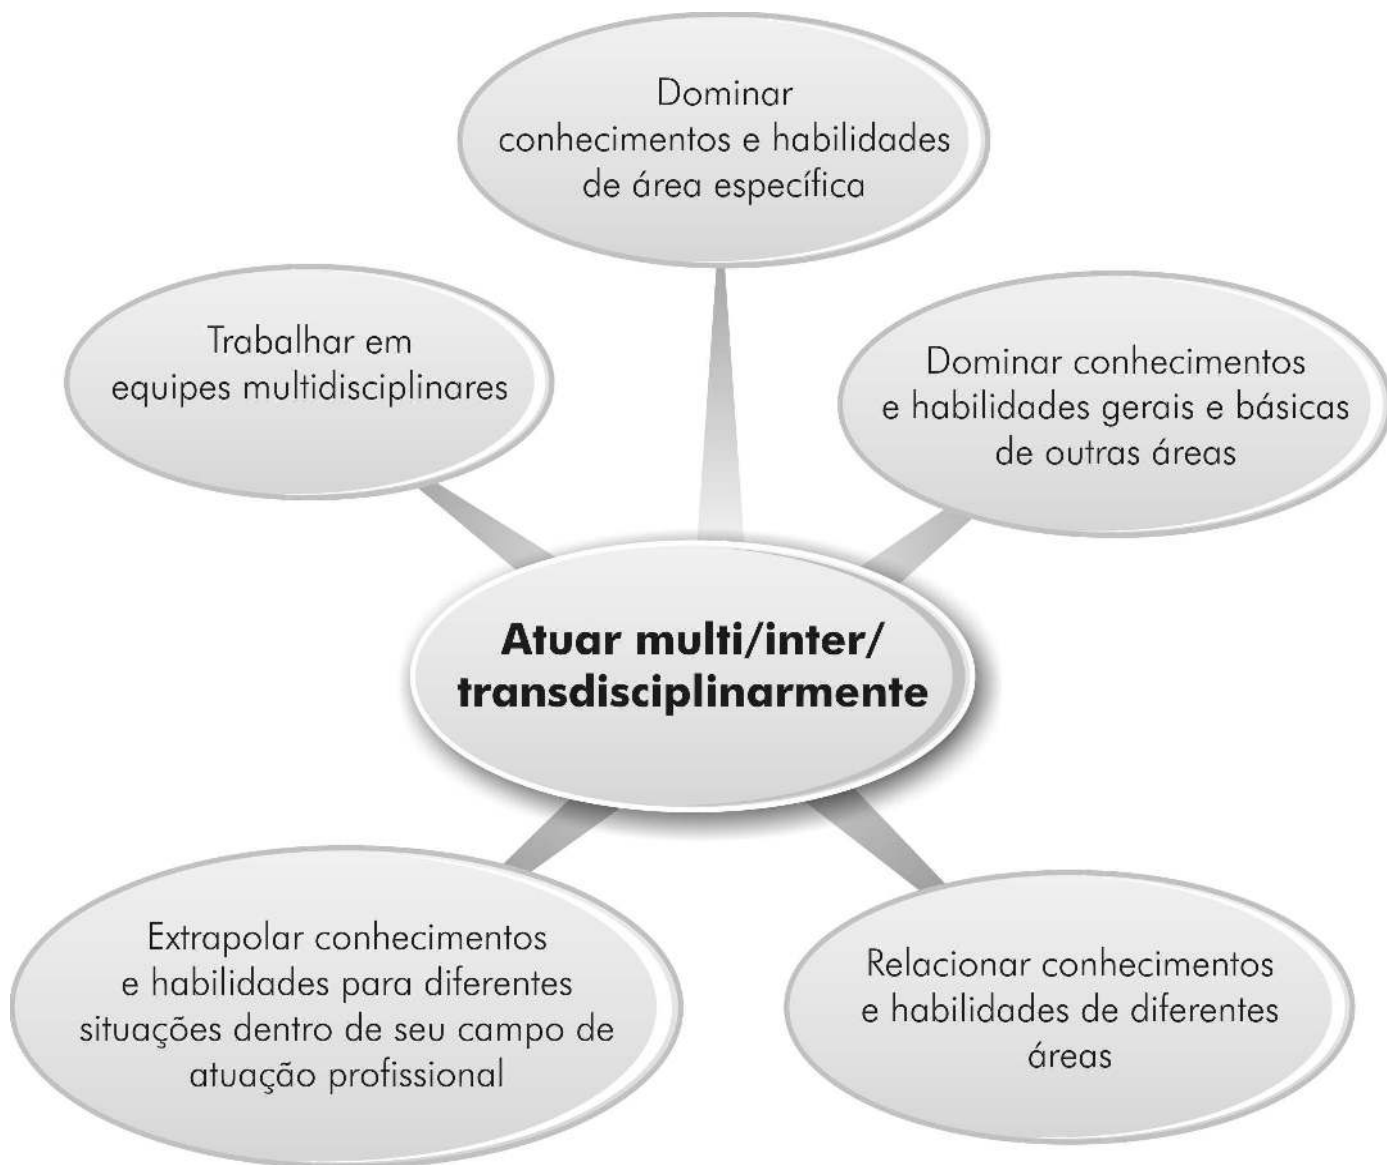 Dominar
conhecimentos e habilidades
de área específica
Trabalhar em
equipes multidisciplinares
Dominar conhecimentos
e habilidades gerais e básicas
de outras áreas
Atuar multi/inter/
transdisciplinarmente
Extrapolar conhecimentos
e habilidades para diferentes
situações dentro de seu campo de
atuação profissional
Relacionar conhecimentos
e habilidades de diferentes
áreas